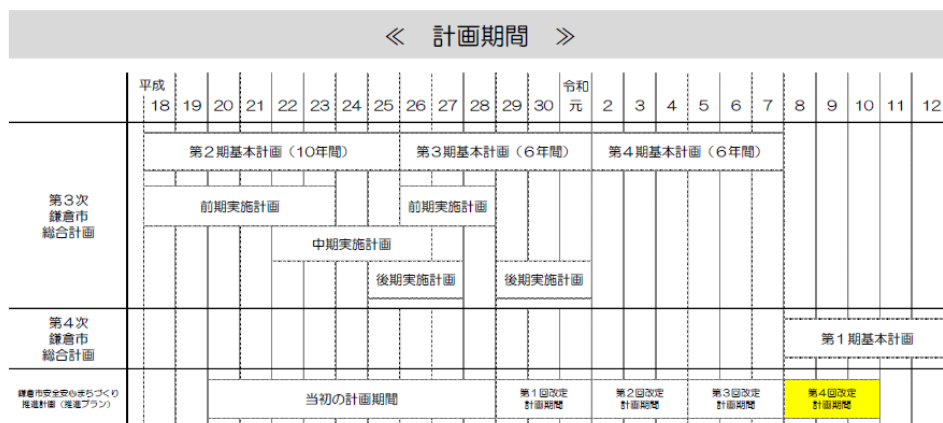 ≪ 計画期間 ≫
平成 令和
18 19 20 21 22 23 24 25 26 27 28 29 30 元 2 3 4 5 6 7 8 9 10 11 12
第3次
鎌倉市
総合計画
第2期基本計画（10年間） 第3期基本計画（6年間） 第4期基本計画（6年間）
前期実施計画 前期実施計画
中期実施計画
後期実施計画 後期実施計画
第4次
鎌倉市
総合計画
第1期基本計画
鎌倉市安全安心まちづくり
推進計画（推進プラン）
当初の計画期間
第1回改定
計画期間
第2回改定
計画期間
第3回改定
計画期間
第4回改定
計画期間